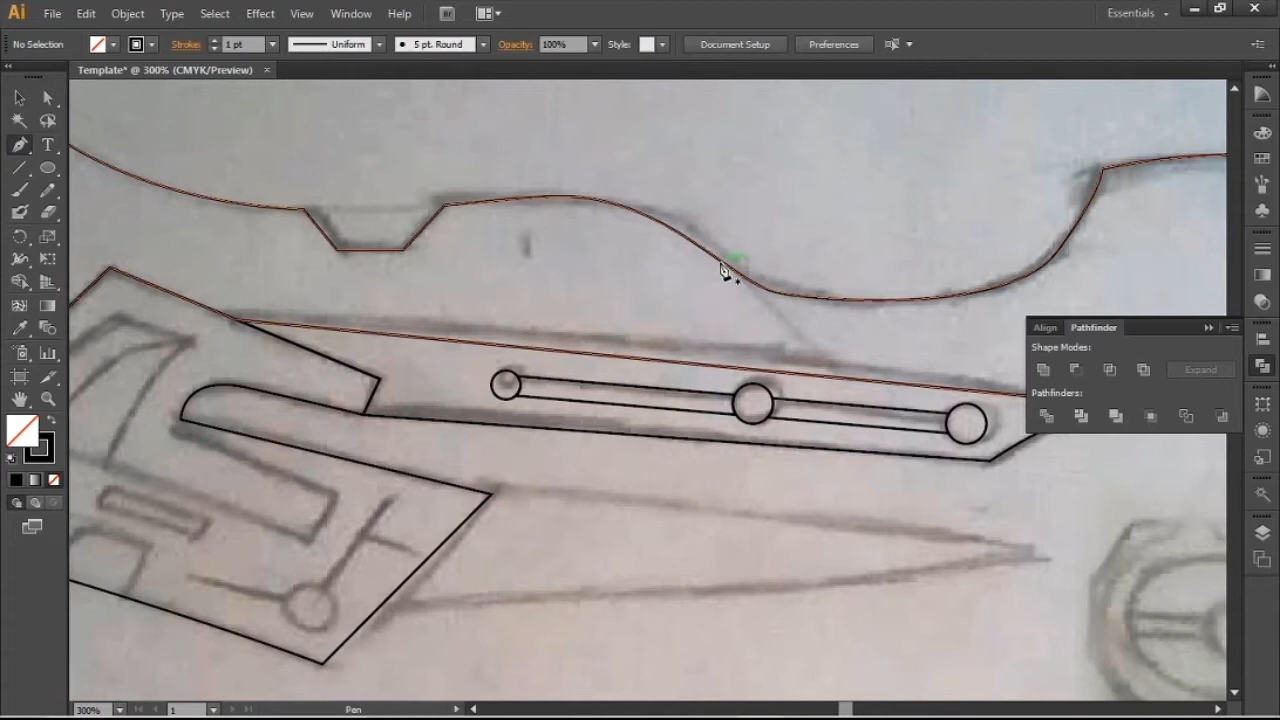 Ai File Edit Object Type Select Effect View Window Help Br Essentials
No Selection Stroke: 1 pt Uniform 5 pt. Round Opacity: 100% Style: Document Setup Preferences
Template* @ 300% (CMYK/Preview)
Align Pathfinder
Shape Modes:
Expand
Pathfinders:
300% 1 Pen